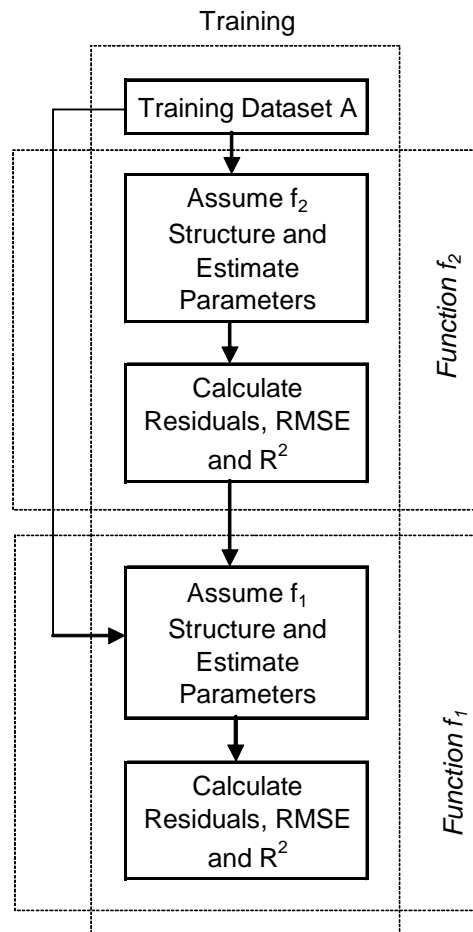 Training
Training Dataset A
Assume f₂
Structure and
Estimate
Parameters
Function f₂
Calculate
Residuals, RMSE
and R²
Assume f₁
Structure and
Estimate
Parameters
Function f₁
Calculate
Residuals, RMSE
and R²